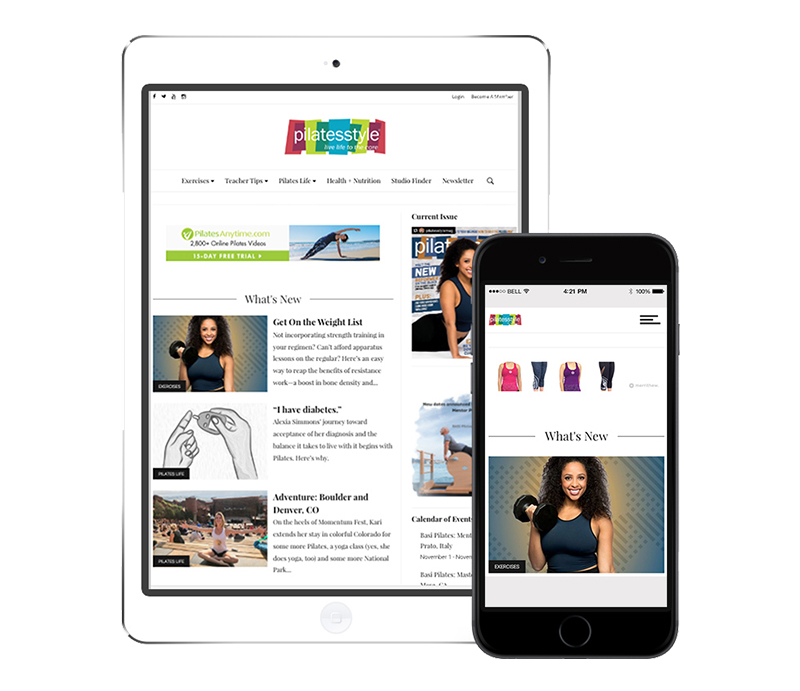 Login Become A Member
pilatesstyle
live life to the core
Exercises Teacher Tips Pilates Life Health + Nutrition Studio Finder Newsletter
PilatesAnytime.com
2,800+ Online Pilates Videos
15-DAY FREE TRIAL
What's New
EXERCISES
Get On the Weight List
Not incorporating strength training in
your regimen? Can't afford apparatus
lessons on the regular? Here's an easy
way to reap the benefits of resistance
work—a boost in bone density and...
PILATES LIFE
“I have diabetes.”
Alexia Simmons' journey toward
acceptance of her diagnosis and the
balance it takes to live with it begins with
Pilates. Here's why.
PILATES LIFE
Adventure: Boulder and
Denver, CO
On the heels of Momentum Fest, Kari
extends her stay in colorful Colorado for
some more Pilates, a yoga class (yes, she
does yoga, too) and some more National
Park...
Current Issue
pilat
NEW
PLUS
New dates announced
Mentor P
Calendar of Events
Basi Pilates: Ment
Prato, Italy
November 1 - Novem
Basi Pilates: Maste
BELL 4:21 PM 100%
pilatesstyle
What's New
EXERCISES